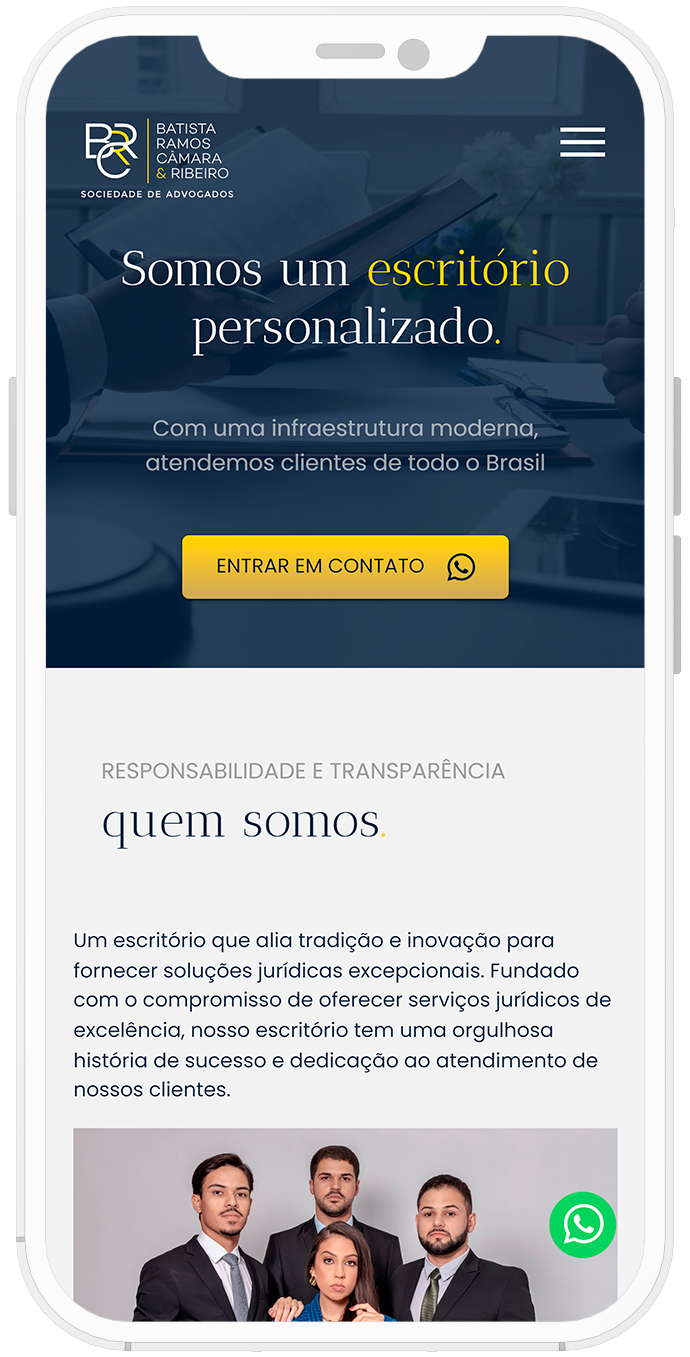 BRC
BATISTA
RAMOS
CÂMARA
& RIBEIRO
SOCIEDADE DE ADVOGADOS
Somos um escritório
personalizado.
Com uma infraestrutura moderna,
atendemos clientes de todo o Brasil
ENTRAR EM CONTATO
RESPONSABILIDADE E TRANSPARÊNCIA
quem somos.
Um escritório que alia tradição e inovação para
fornecer soluções jurídicas excepcionais. Fundado
com o compromisso de oferecer serviços jurídicos de
excelência, nosso escritório tem uma orgulhosa
história de sucesso e dedicação ao atendimento de
nossos clientes.